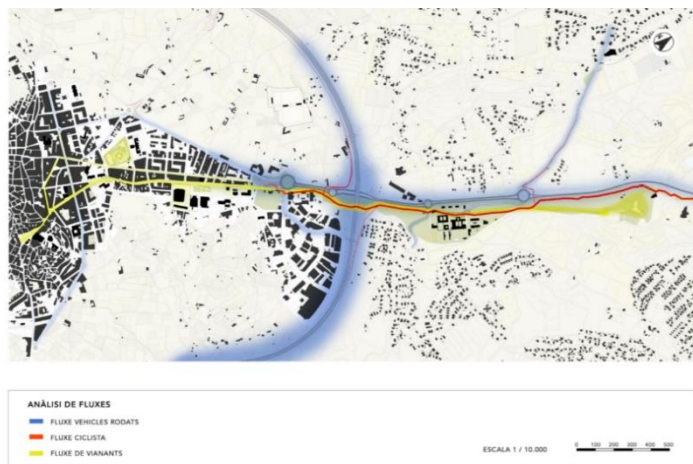 ANÀLISI DE FLUXES
FLUXE VEHICLES RODATS
FLUXE CICLISTA
FLUXE DE VIANANTS
ESCALA 1 / 10.000
0 100 200 300 400 500